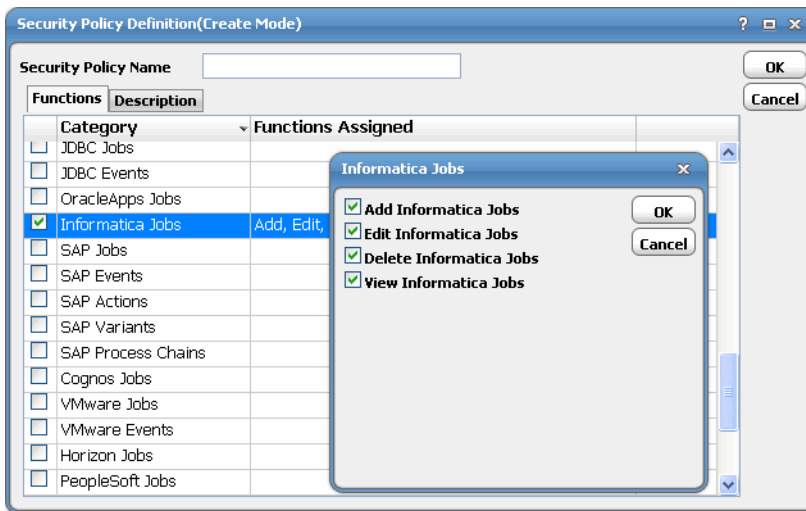 Security Policy Definition(Create Mode)
?
Security Policy Name
OK
Cancel
Functions
Description
Category
Functions Assigned
JDBC Jobs
JDBC Events
OracleApps Jobs
Informatica Jobs
Add, Edit,
SAP Jobs
SAP Events
SAP Actions
SAP Variants
SAP Process Chains
Cognos Jobs
VMware Jobs
VMware Events
Horizon Jobs
PeopleSoft Jobs
Informatica Jobs
Add Informatica Jobs
Edit Informatica Jobs
Delete Informatica Jobs
View Informatica Jobs
OK
Cancel